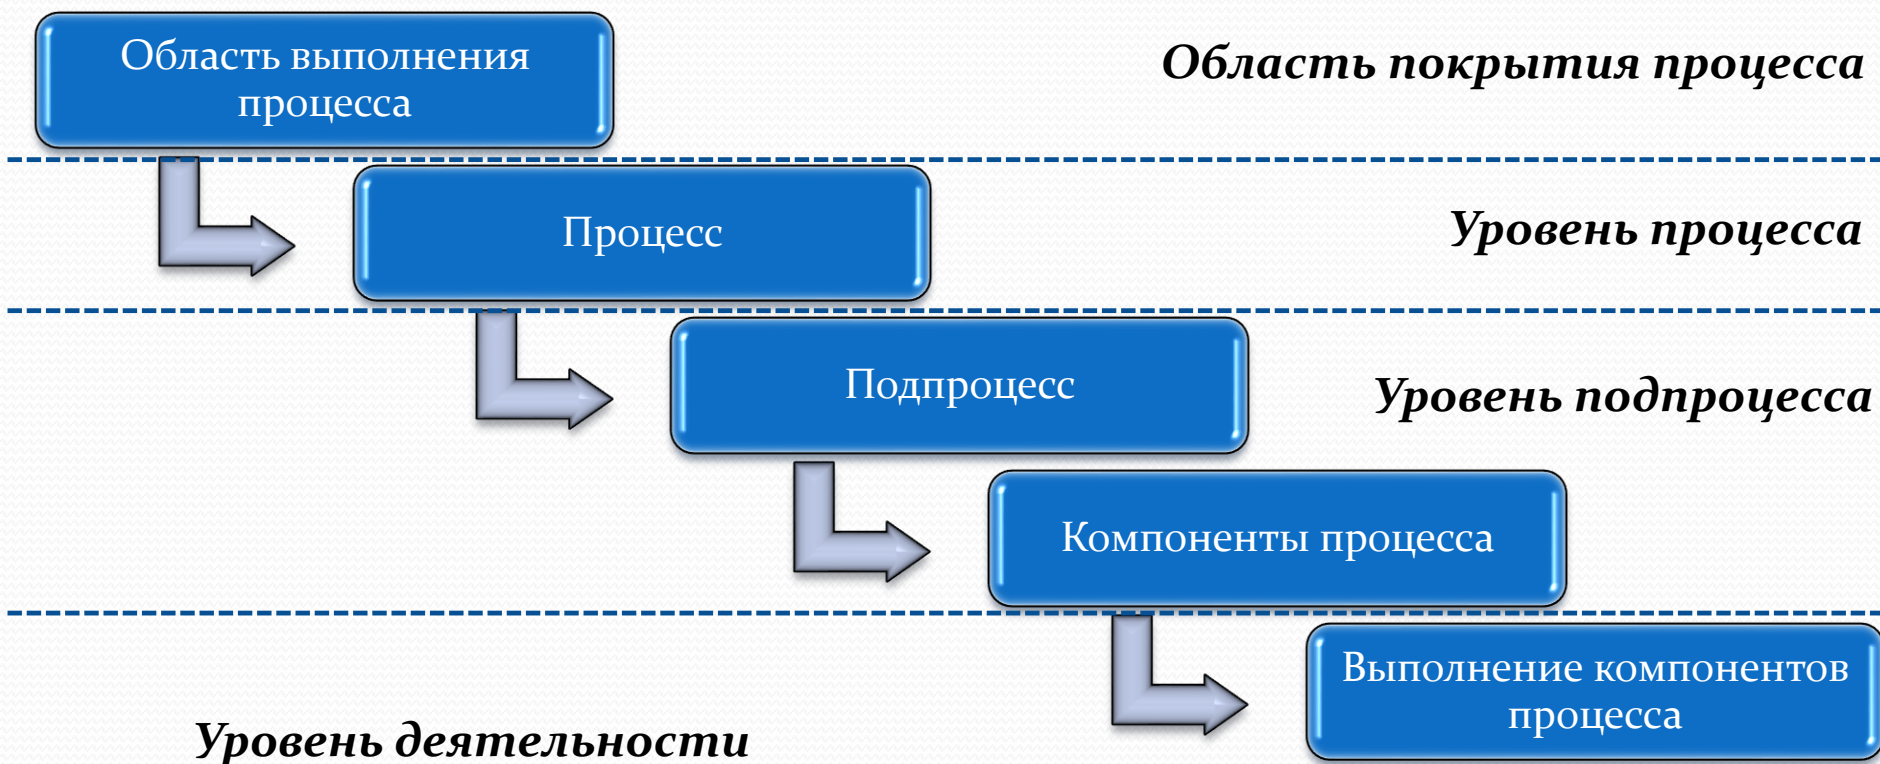 Область выполнения
процесса
Область покрытия процесса
Процесс
Уровень процесса
Подпроцесс
Уровень подпроцесса
Компоненты процесса
Выполнение компонентов
процесса
Уровень деятельности